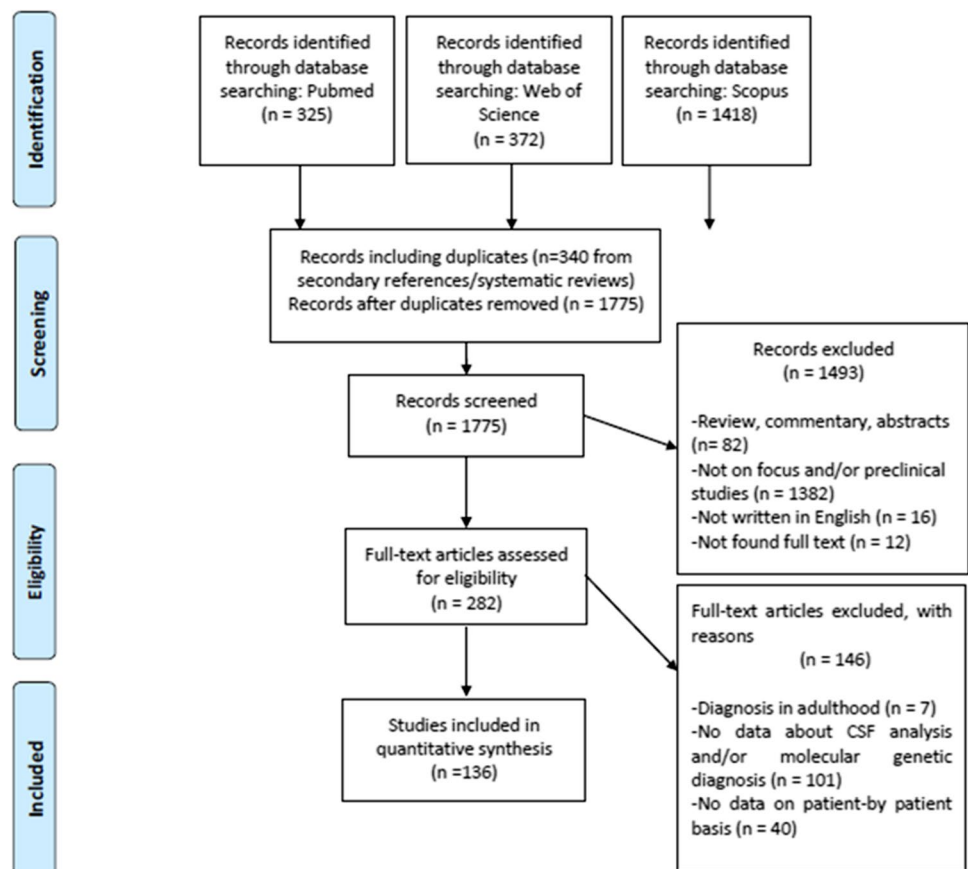 Identification
Records identified
through database
searching: Pubmed
(n = 325)
Records identified
through database
searching: Web of
Science
(n = 372)
Records identified
through database
searching: Scopus
(n = 1418)
Screening
Records including duplicates (n=340 from
secondary references/systematic reviews)
Records after duplicates removed (n = 1775)
Records screened
(n = 1775)
Records excluded
(n = 1493)
-Review, commentary, abstracts
(n= 82)
-Not on focus and/or preclinical
studies (n = 1382)
-Not written in English (n = 16)
-Not found full text (n = 12)
Eligibility
Full-text articles assessed
for eligibility
(n = 282)
Full-text articles excluded, with
reasons
(n = 146)
-Diagnosis in adulthood (n = 7)
-No data about CSF analysis
and/or molecular genetic
diagnosis (n = 101)
-No data on patient-by patient
basis (n = 40)
Included
Studies included in
quantitative synthesis
(n =136)